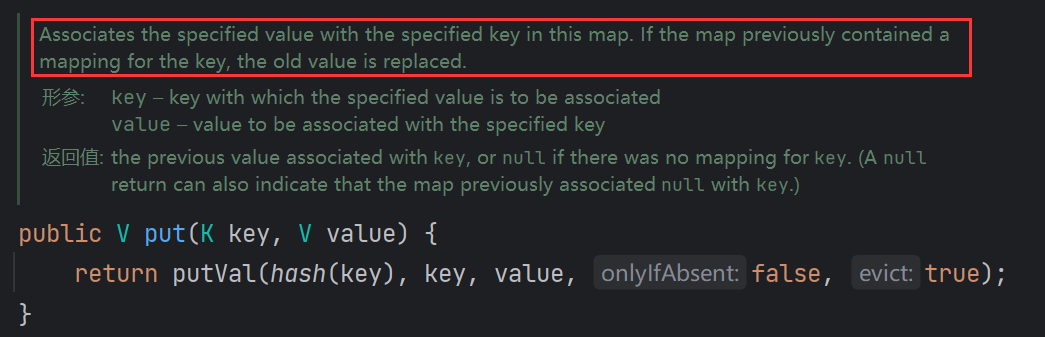 Associates the specified value with the specified key in this map. If the map previously contained a
mapping for the key, the old value is replaced.
形参: key – key with which the specified value is to be associated
value – value to be associated with the specified key
返回值: the previous value associated with key, or null if there was no mapping for key. (A null
return can also indicate that the map previously associated null with key.)
public V put(K key, V value) {
return putVal(hash(key), key, value, onlyIfAbsent: false, evict: true);
}